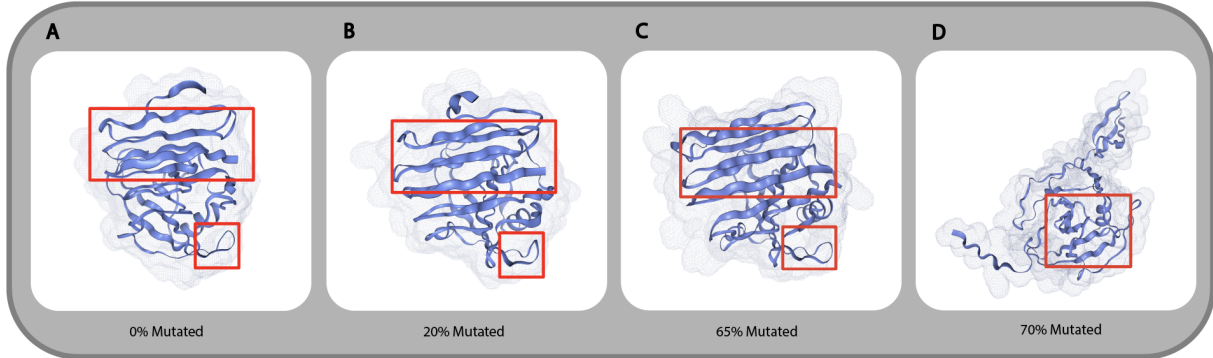 A
B
C
D
0% Mutated
20% Mutated
65% Mutated
70% Mutated